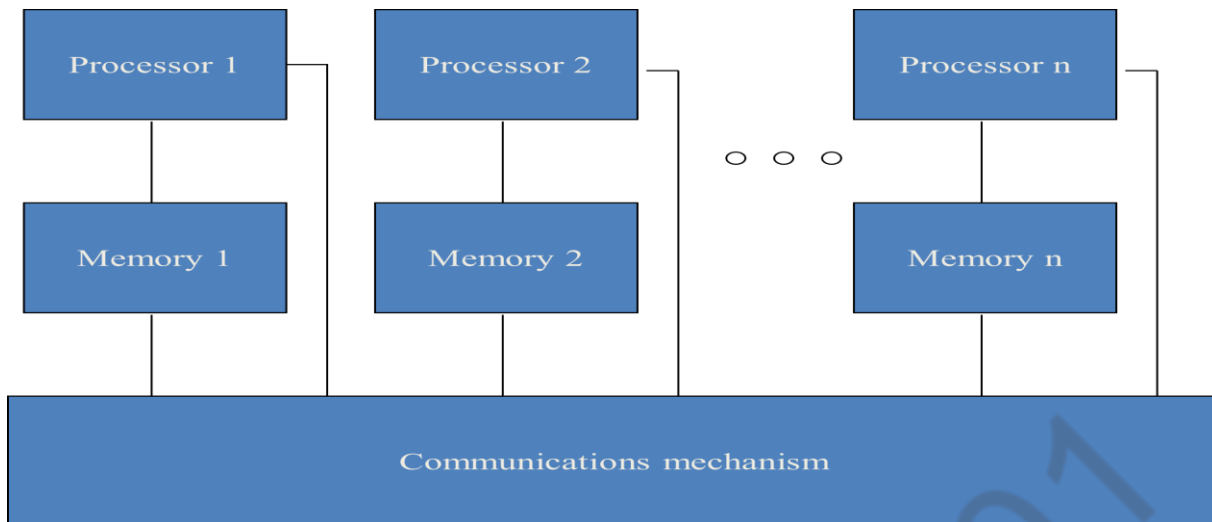 Processor 1
Processor 2
Processor n
Memory 1
Memory 2
Memory n
Communications mechanism